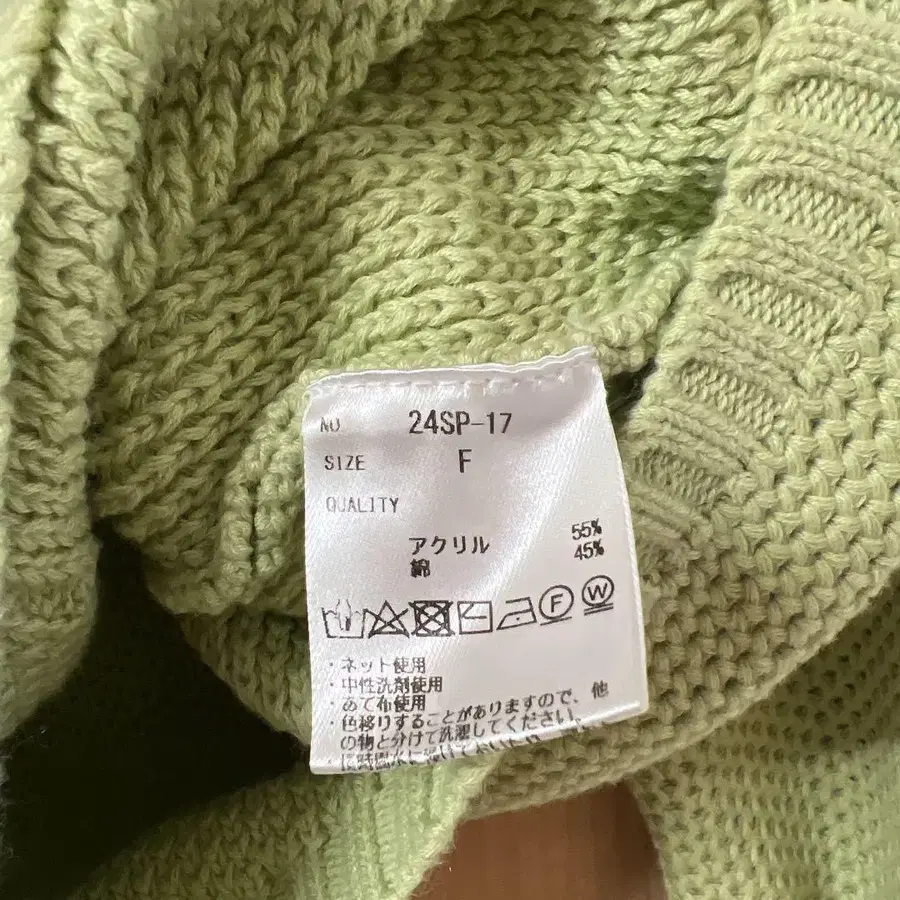 NO 24SP-17
SIZE F
QUALITY
アクリル 55%
綿 45%
F W
・ネット使用
・中性洗剤使用
・あて布使用
・色移りすることがありますので、他
の物と分けて洗濯してください。